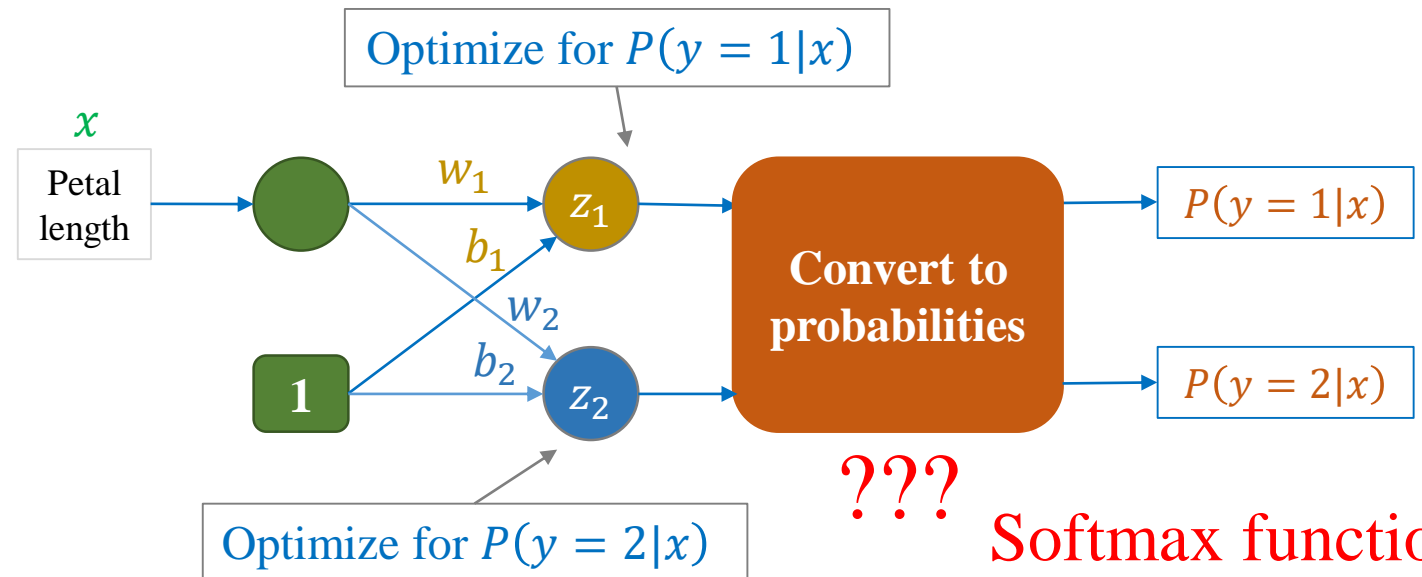 Optimize for P(y = 1|x)
x
Petal
length
w₁
z₁
b₁
w₂
b₂
1
z₂
Convert to
probabilities
P(y = 1|x)
P(y = 2|x)
???
Softmax functio
Optimize for P(y = 2|x)